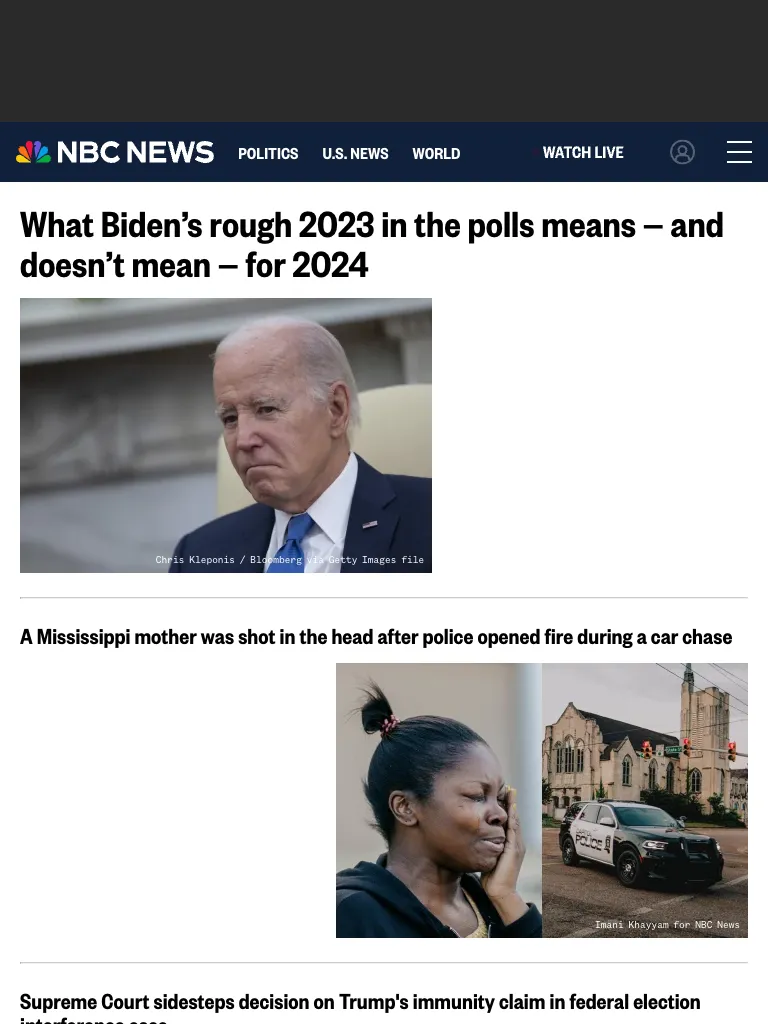 NBC NEWS POLITICS U.S. NEWS WORLD WATCH LIVE
What Biden’s rough 2023 in the polls means — and
doesn’t mean — for 2024
Chris Kleponis / Bloomberg via Getty Images file
A Mississippi mother was shot in the head after police opened fire during a car chase
POLICE
Imani Khayyam for NBC News
Supreme Court sidesteps decision on Trump's immunity claim in federal election
interference case